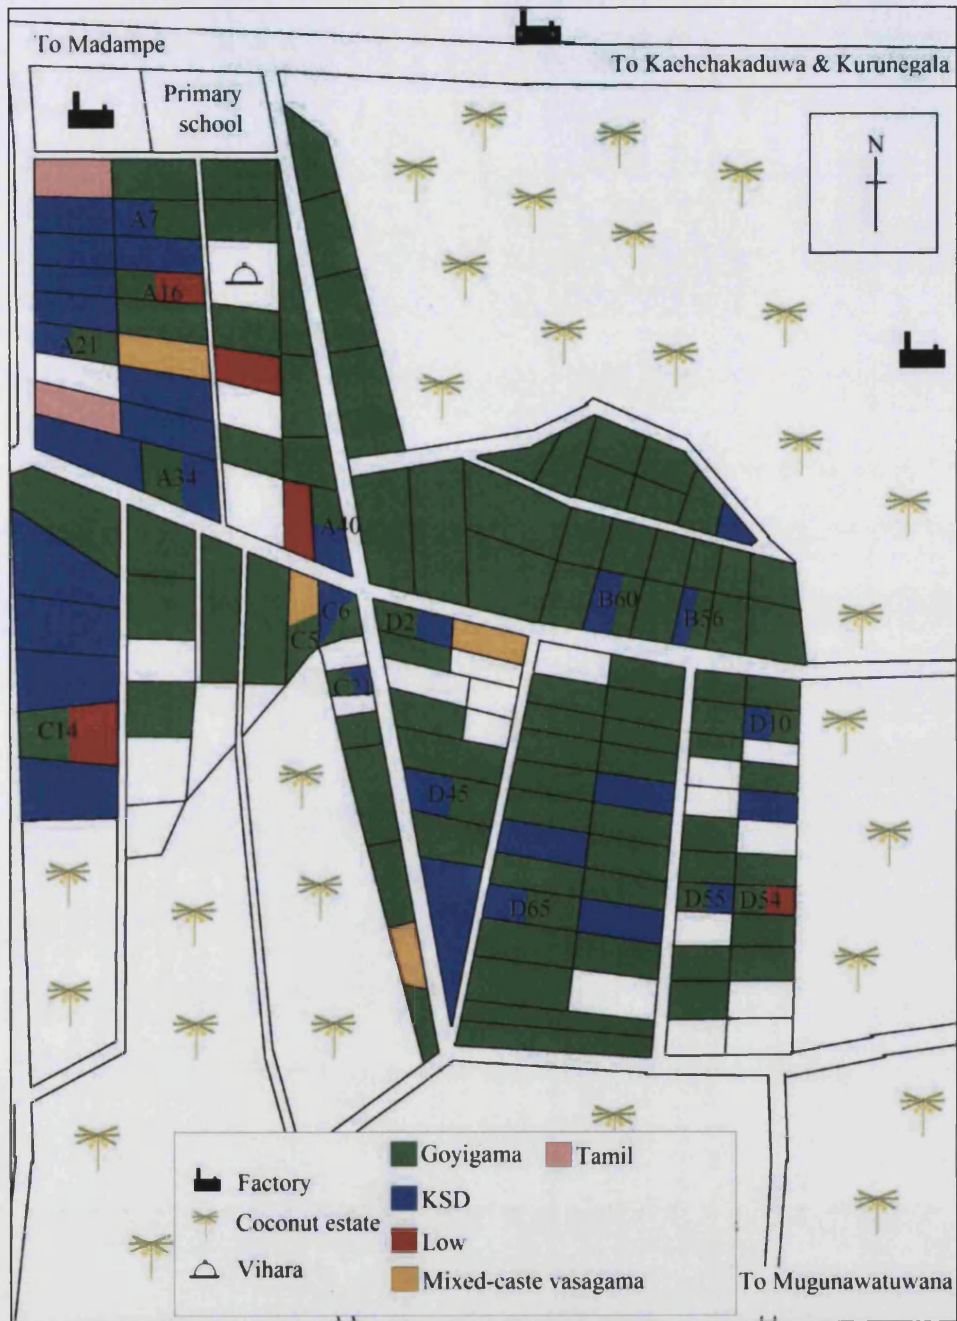 To Madampe
To Kachchakaduwa & Kurunegala
Primary
school
N
A7
A16
A21
A34
A40
B60
B56
C6
C5
D2
C21
C14
D10
D45
D65
D55
D54
Goyigama
Tamil
Factory
KSD
Coconut estate
Low
Vihara
Mixed-caste vasagama
To Mugunawatuwana